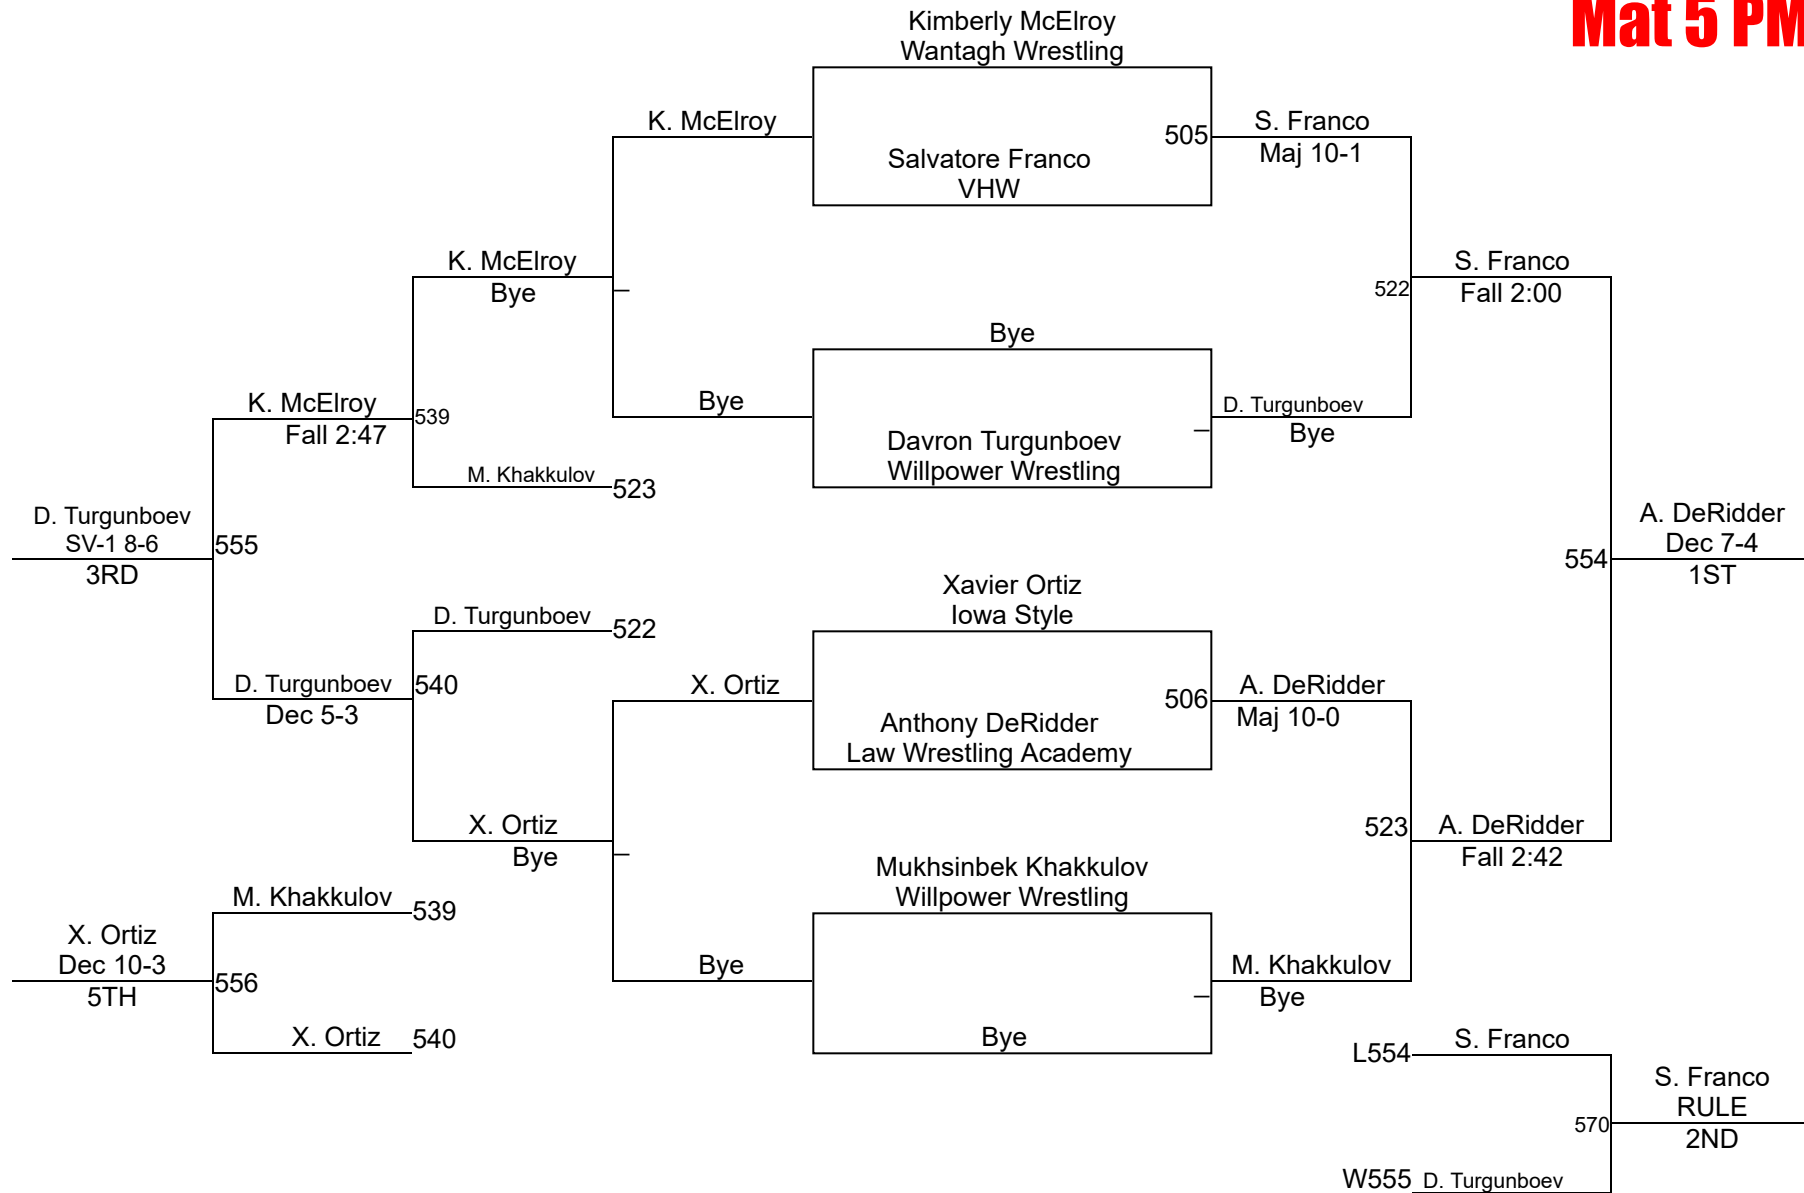 Mat 5 PM
Kimberly McElroy
Wantagh Wrestling
K. McElroy
505
S. Franco
Maj 10-1
Salvatore Franco
VHW
K. McElroy
Bye
522
S. Franco
Fall 2:00
Bye
Bye
D. Turgunboev
Bye
K. McElroy
Fall 2:47
539
Davron Turgunboev
Willpower Wrestling
M. Khakkulov
523
D. Turgunboev
SV-1 8-6
3RD
555
554
A. DeRidder
Dec 7-4
1ST
Xavier Ortiz
Iowa Style
D. Turgunboev
522
D. Turgunboev
Dec 5-3
540
X. Ortiz
506
A. DeRidder
Maj 10-0
Anthony DeRidder
Law Wrestling Academy
X. Ortiz
Bye
523
A. DeRidder
Fall 2:42
Mukhsinbek Khakkulov
Willpower Wrestling
M. Khakkulov
539
X. Ortiz
Dec 10-3
5TH
556
Bye
M. Khakkulov
Bye
X. Ortiz
540
Bye
L554
S. Franco
S. Franco
RULE
2ND
570
W555
D. Turgunboev